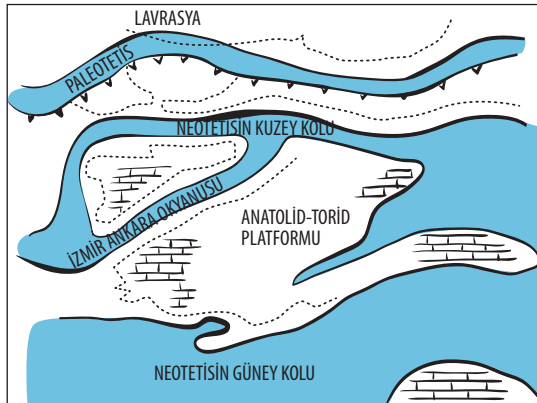 LAVRASYA
PALEOTETİS
NEOTETİSİN KUZEY KOLU
İZMİR ANKARA OKYANUSU
ANATOLİD-TORİD
PLATFORMU
NEOTETİSİN GÜNEY KOLU